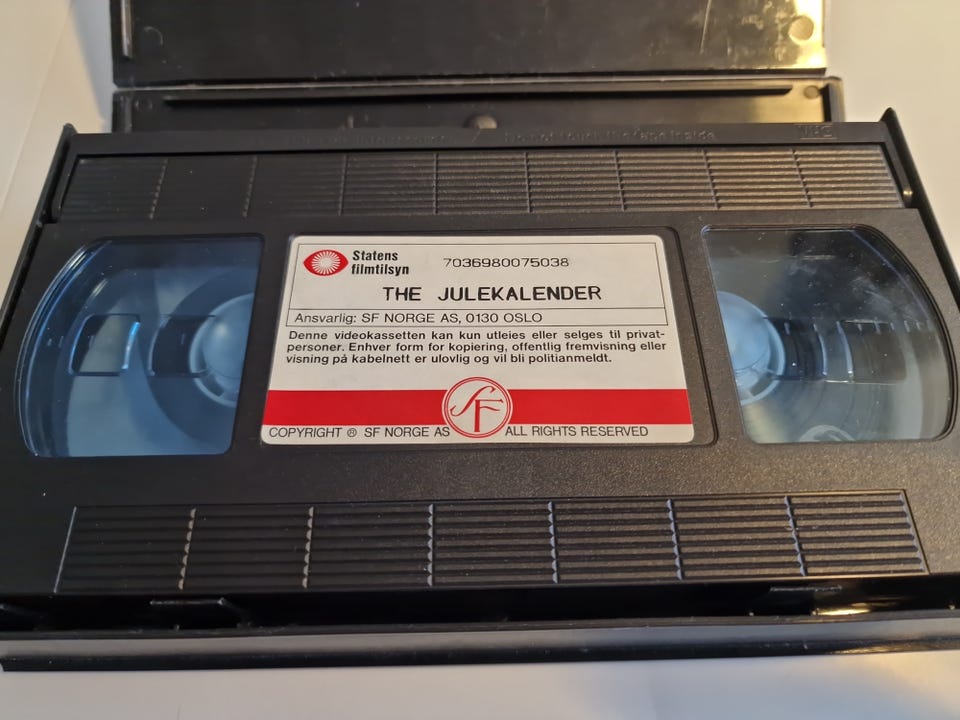 VHS
Statens
filmtilsyn
7036980075038
THE JULEKALENDER
Ansvarlig: SF NORGE AS, 0130 OSLO
Denne videokassetten kan kun utleies eller selges til privat-
personer. Enhver form for kopiering, offentlig fremvisning eller
visning på kabelnett er ulovlig og vil bli politianmeldt.
SF
COPYRIGHT ® SF NORGE AS ALL RIGHTS RESERVED